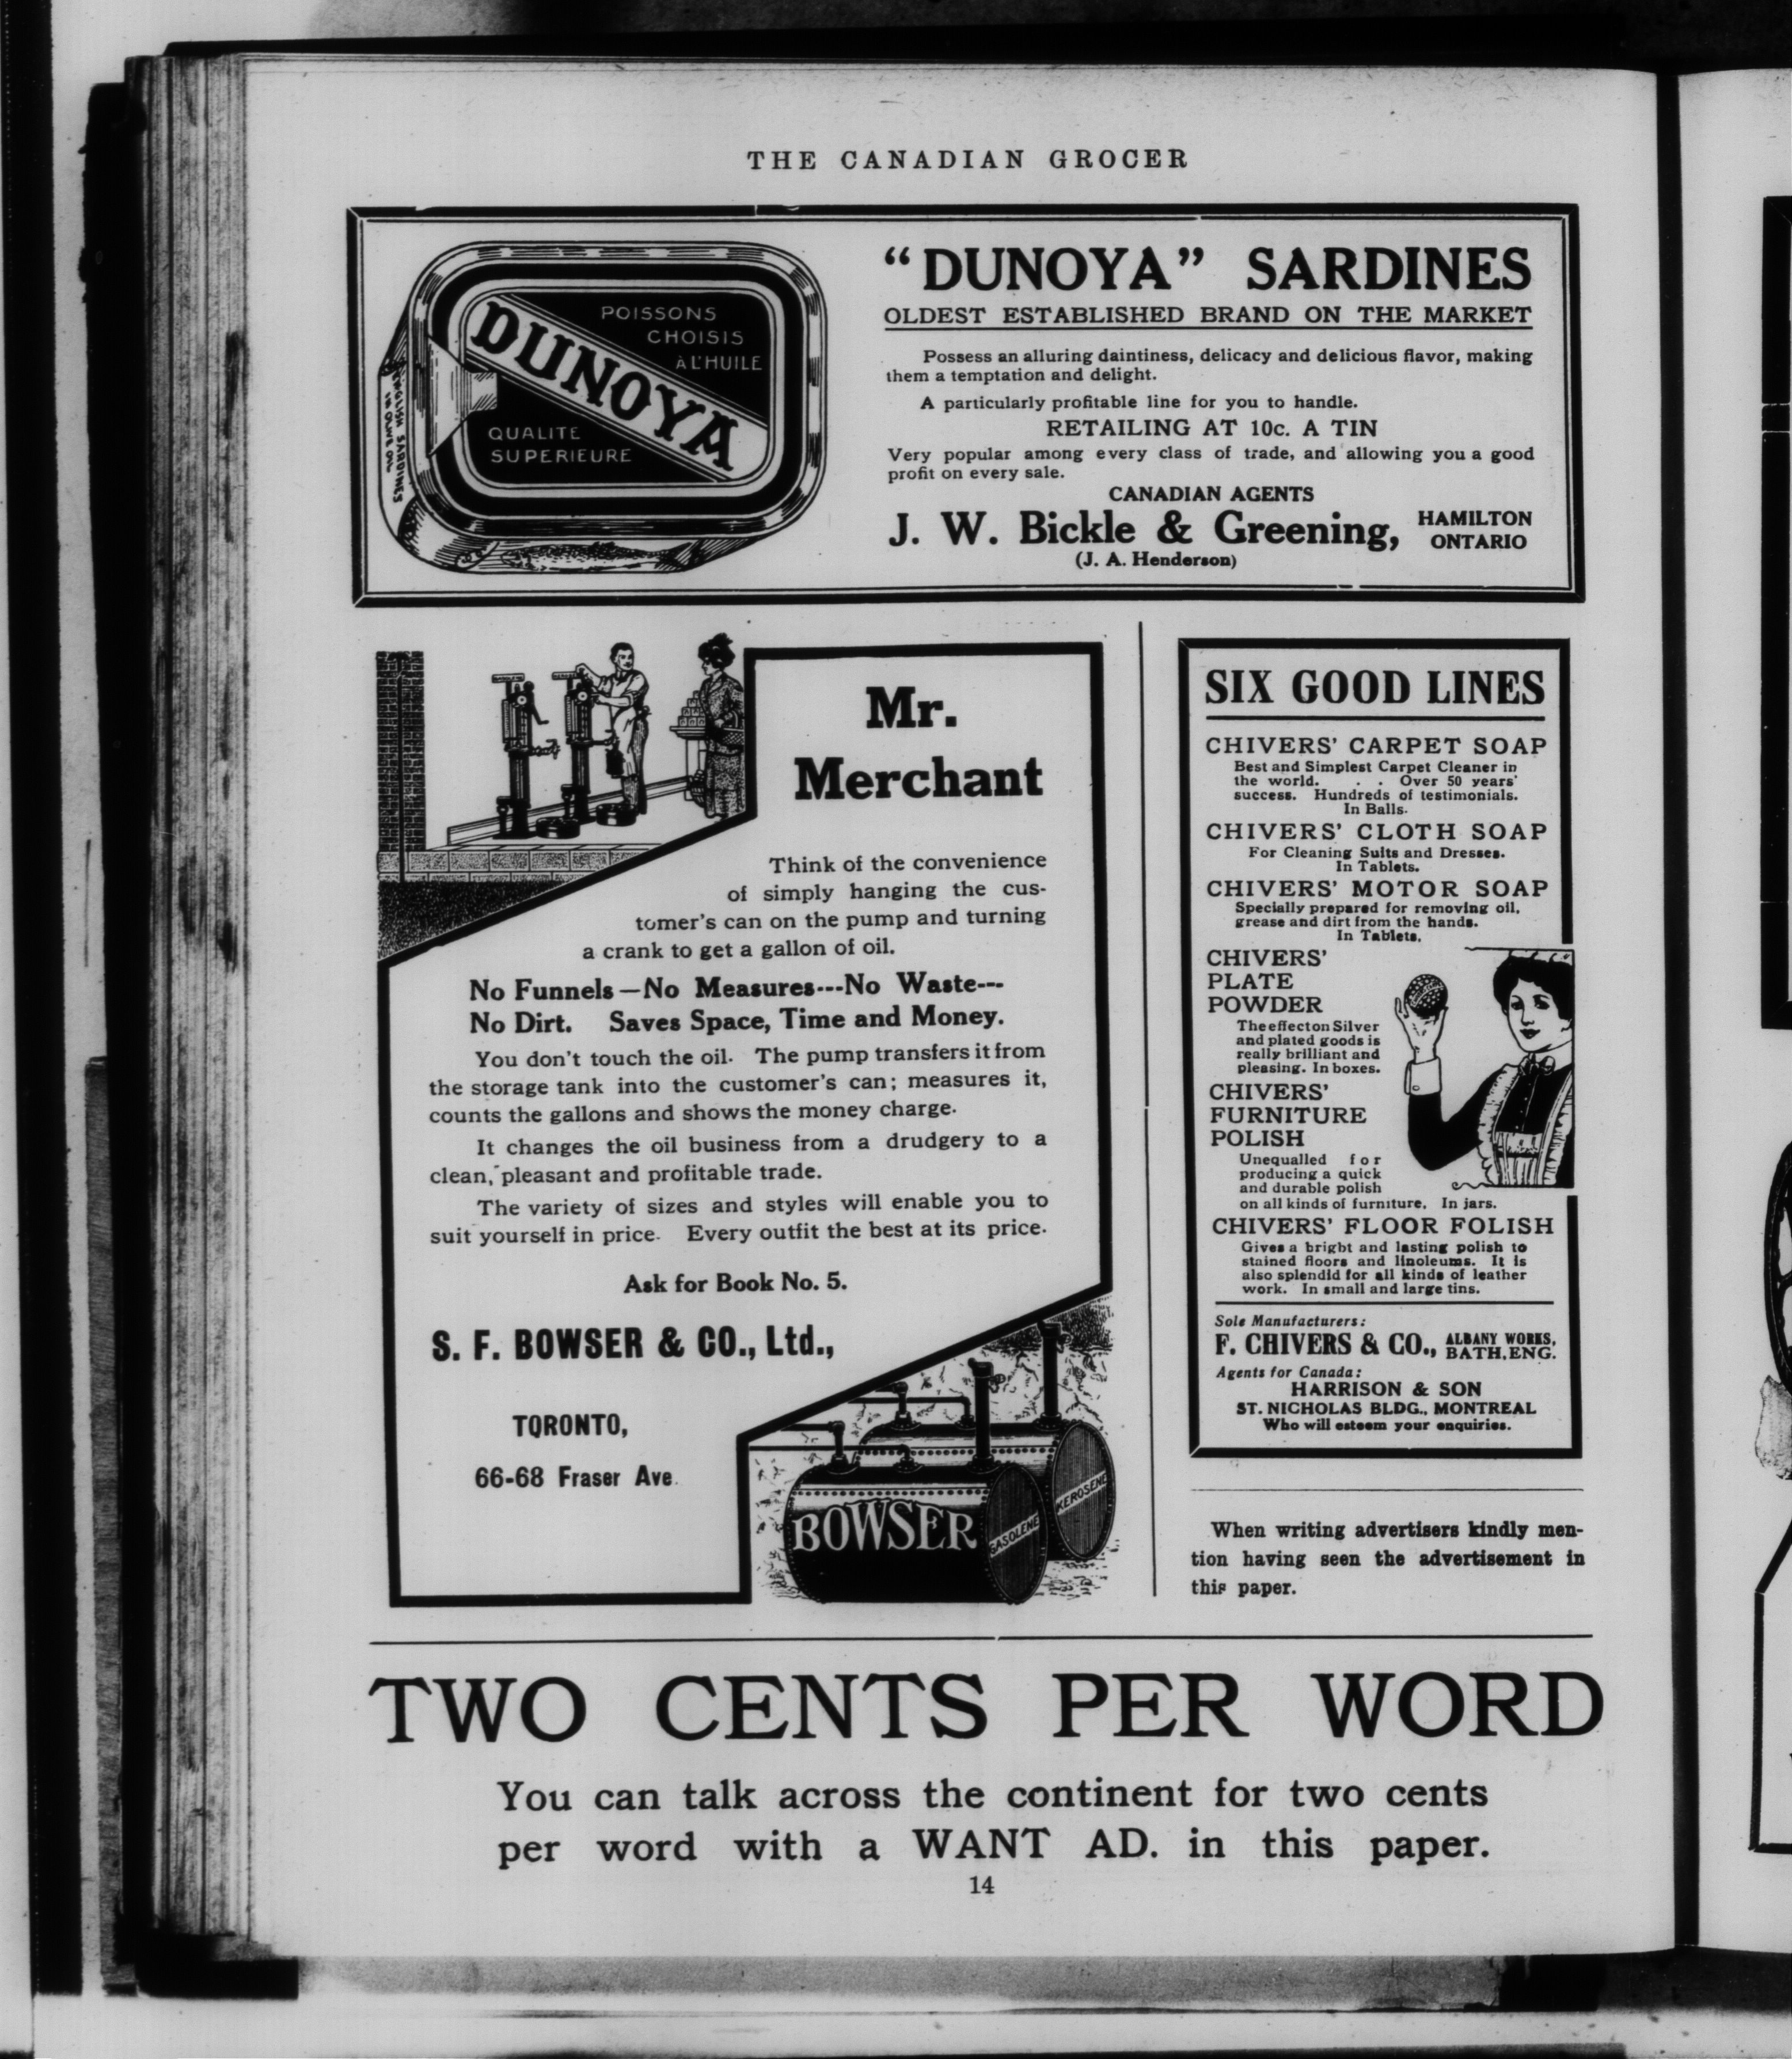 THE CANADIAN GROCER
POISSONS
CHOISIS
À L'HUILE
DUNOYA
QUALITE
SUPERIEURE
SARDINES
IN OLIVE OIL
"DUNOYA" SARDINES
OLDEST ESTABLISHED BRAND ON THE MARKET
Possess an alluring daintiness, delicacy and delicious flavor, making
them a temptation and delight.
A particularly profitable line for you to handle.
RETAILING AT 10c. A TIN
Very popular among every class of trade, and allowing you a good
profit on every sale.
CANADIAN AGENTS
J. W. Bickle & Greening, HAMILTON
ONTARIO
(J. A. Henderson)
Mr.
Merchant
Think of the convenience
of simply hanging the cus-
tomer's can on the pump and turning
a crank to get a gallon of oil.
No Funnels—No Measures---No Waste---
No Dirt. Saves Space, Time and Money.
You don't touch the oil. The pump transfers it from
the storage tank into the customer's can; measures it,
counts the gallons and shows the money charge.
It changes the oil business from a drudgery to a
clean, pleasant and profitable trade.
The variety of sizes and styles will enable you to
suit yourself in price. Every outfit the best at its price.
Ask for Book No. 5.
S. F. BOWSER & CO., Ltd.,
TORONTO,
66-68 Fraser Ave.
BOWSER
GASOLENE
KEROSENE
SIX GOOD LINES
CHIVERS' CARPET SOAP
Best and Simplest Carpet Cleaner in
the world. . . Over 50 years'
success. Hundreds of testimonials.
In Balls.
CHIVERS' CLOTH SOAP
For Cleaning Suits and Dresses.
In Tablets.
CHIVERS' MOTOR SOAP
Specially prepared for removing oil,
grease and dirt from the hands.
In Tablets.
CHIVERS'
PLATE
POWDER
The effect on Silver
and plated goods is
really brilliant and
pleasing. In boxes.
CHIVERS'
FURNITURE
POLISH
Unequalled for
producing a quick
and durable polish
on all kinds of furniture. In jars.
CHIVERS' FLOOR FOLISH
Gives a bright and lasting polish to
stained floors and linoleums. It is
also splendid for all kinds of leather
work. In small and large tins.
Sole Manufacturers:
F. CHIVERS & CO., ALBANY WORKS,
BATH, ENG.
Agents for Canada:
HARRISON & SON
ST. NICHOLAS BLDG., MONTREAL
Who will esteem your enquiries.
When writing advertisers kindly men-
tion having seen the advertisement in
this paper.
TWO CENTS PER WORD
You can talk across the continent for two cents
per word with a WANT AD. in this paper.
14